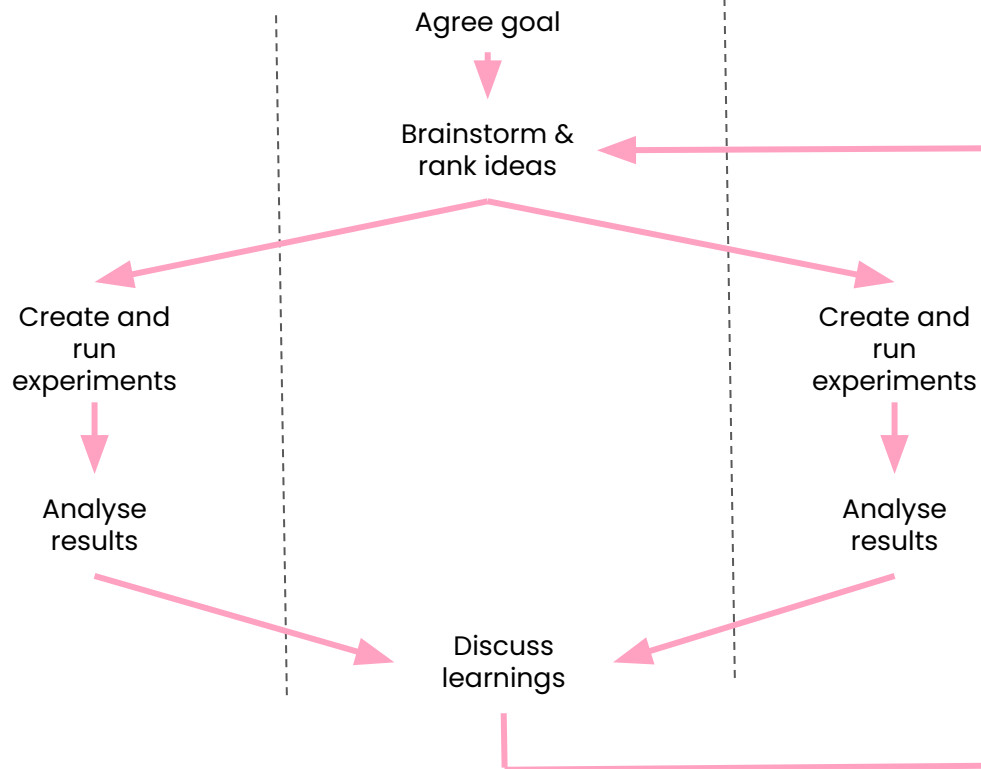 Agree goal
Brainstorm &
rank ideas
Create and
run
experiments
Create and
run
experiments
Analyse
results
Analyse
results
Discuss
learnings